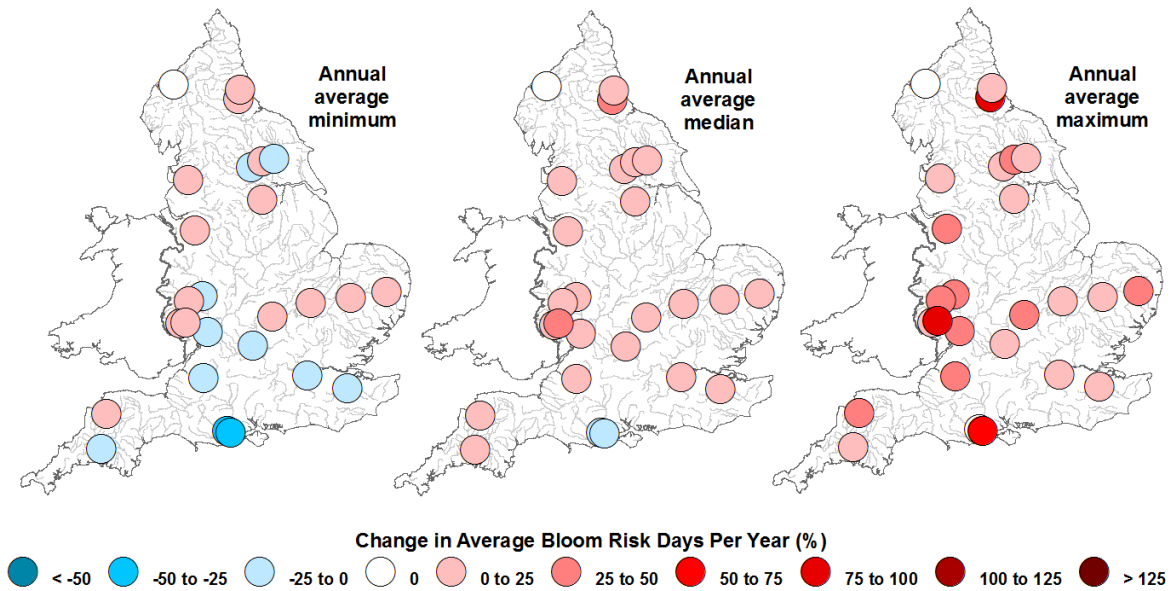 Annual
average
minimum
Annual
average
median
Annual
average
maximum
Change in Average Bloom Risk Days Per Year (%)
< -50 -50 to -25 -25 to 0 0 0 to 25 25 to 50 50 to 75 75 to 100 100 to 125 > 125